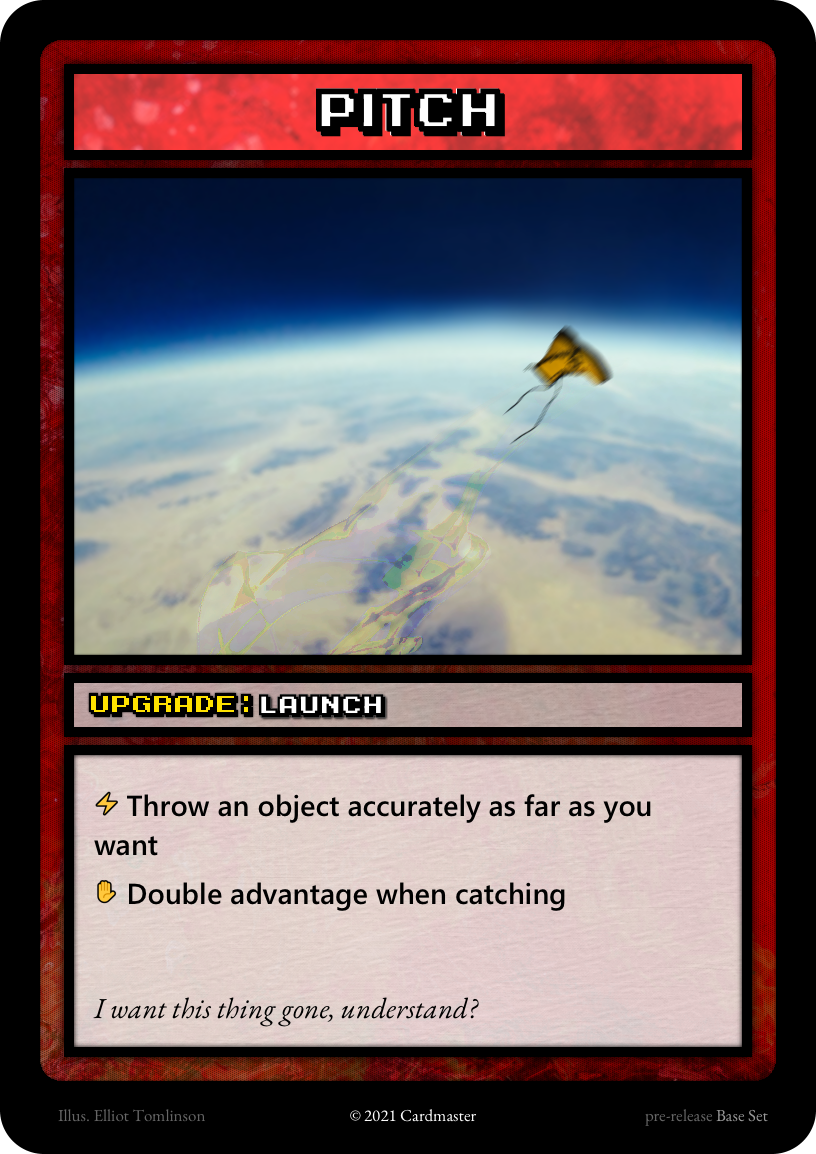 PITCH
UPGRADE: LAUNCH
⚡ Throw an object accurately as far as you
want
✋ Double advantage when catching
I want this thing gone, understand?
Illus. Elliot Tomlinson © 2021 Cardmaster pre-release Base Set